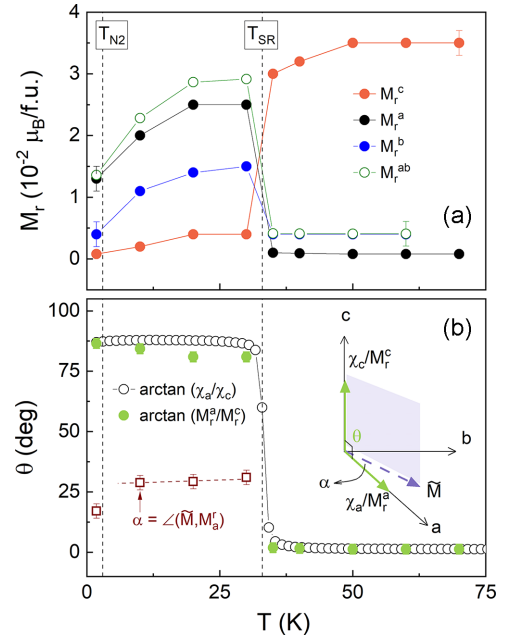 T_N2 T_SR
4
3
2
1
0
M_r (10^-2 μ_B/f.u.)
M_r^c
M_r^a
M_r^b
M_r^ab
(a)
100
75
50
25
0
θ (deg)
arctan (χ_a/χ_c)
arctan (M_r^a/M_r^c)
α = ∠(M̃,M_a^r)
(b)
c
χ_c/M_r^c
θ
b
α
M̃
χ_a/M_r^a
a
0 25 50 75
T (K)